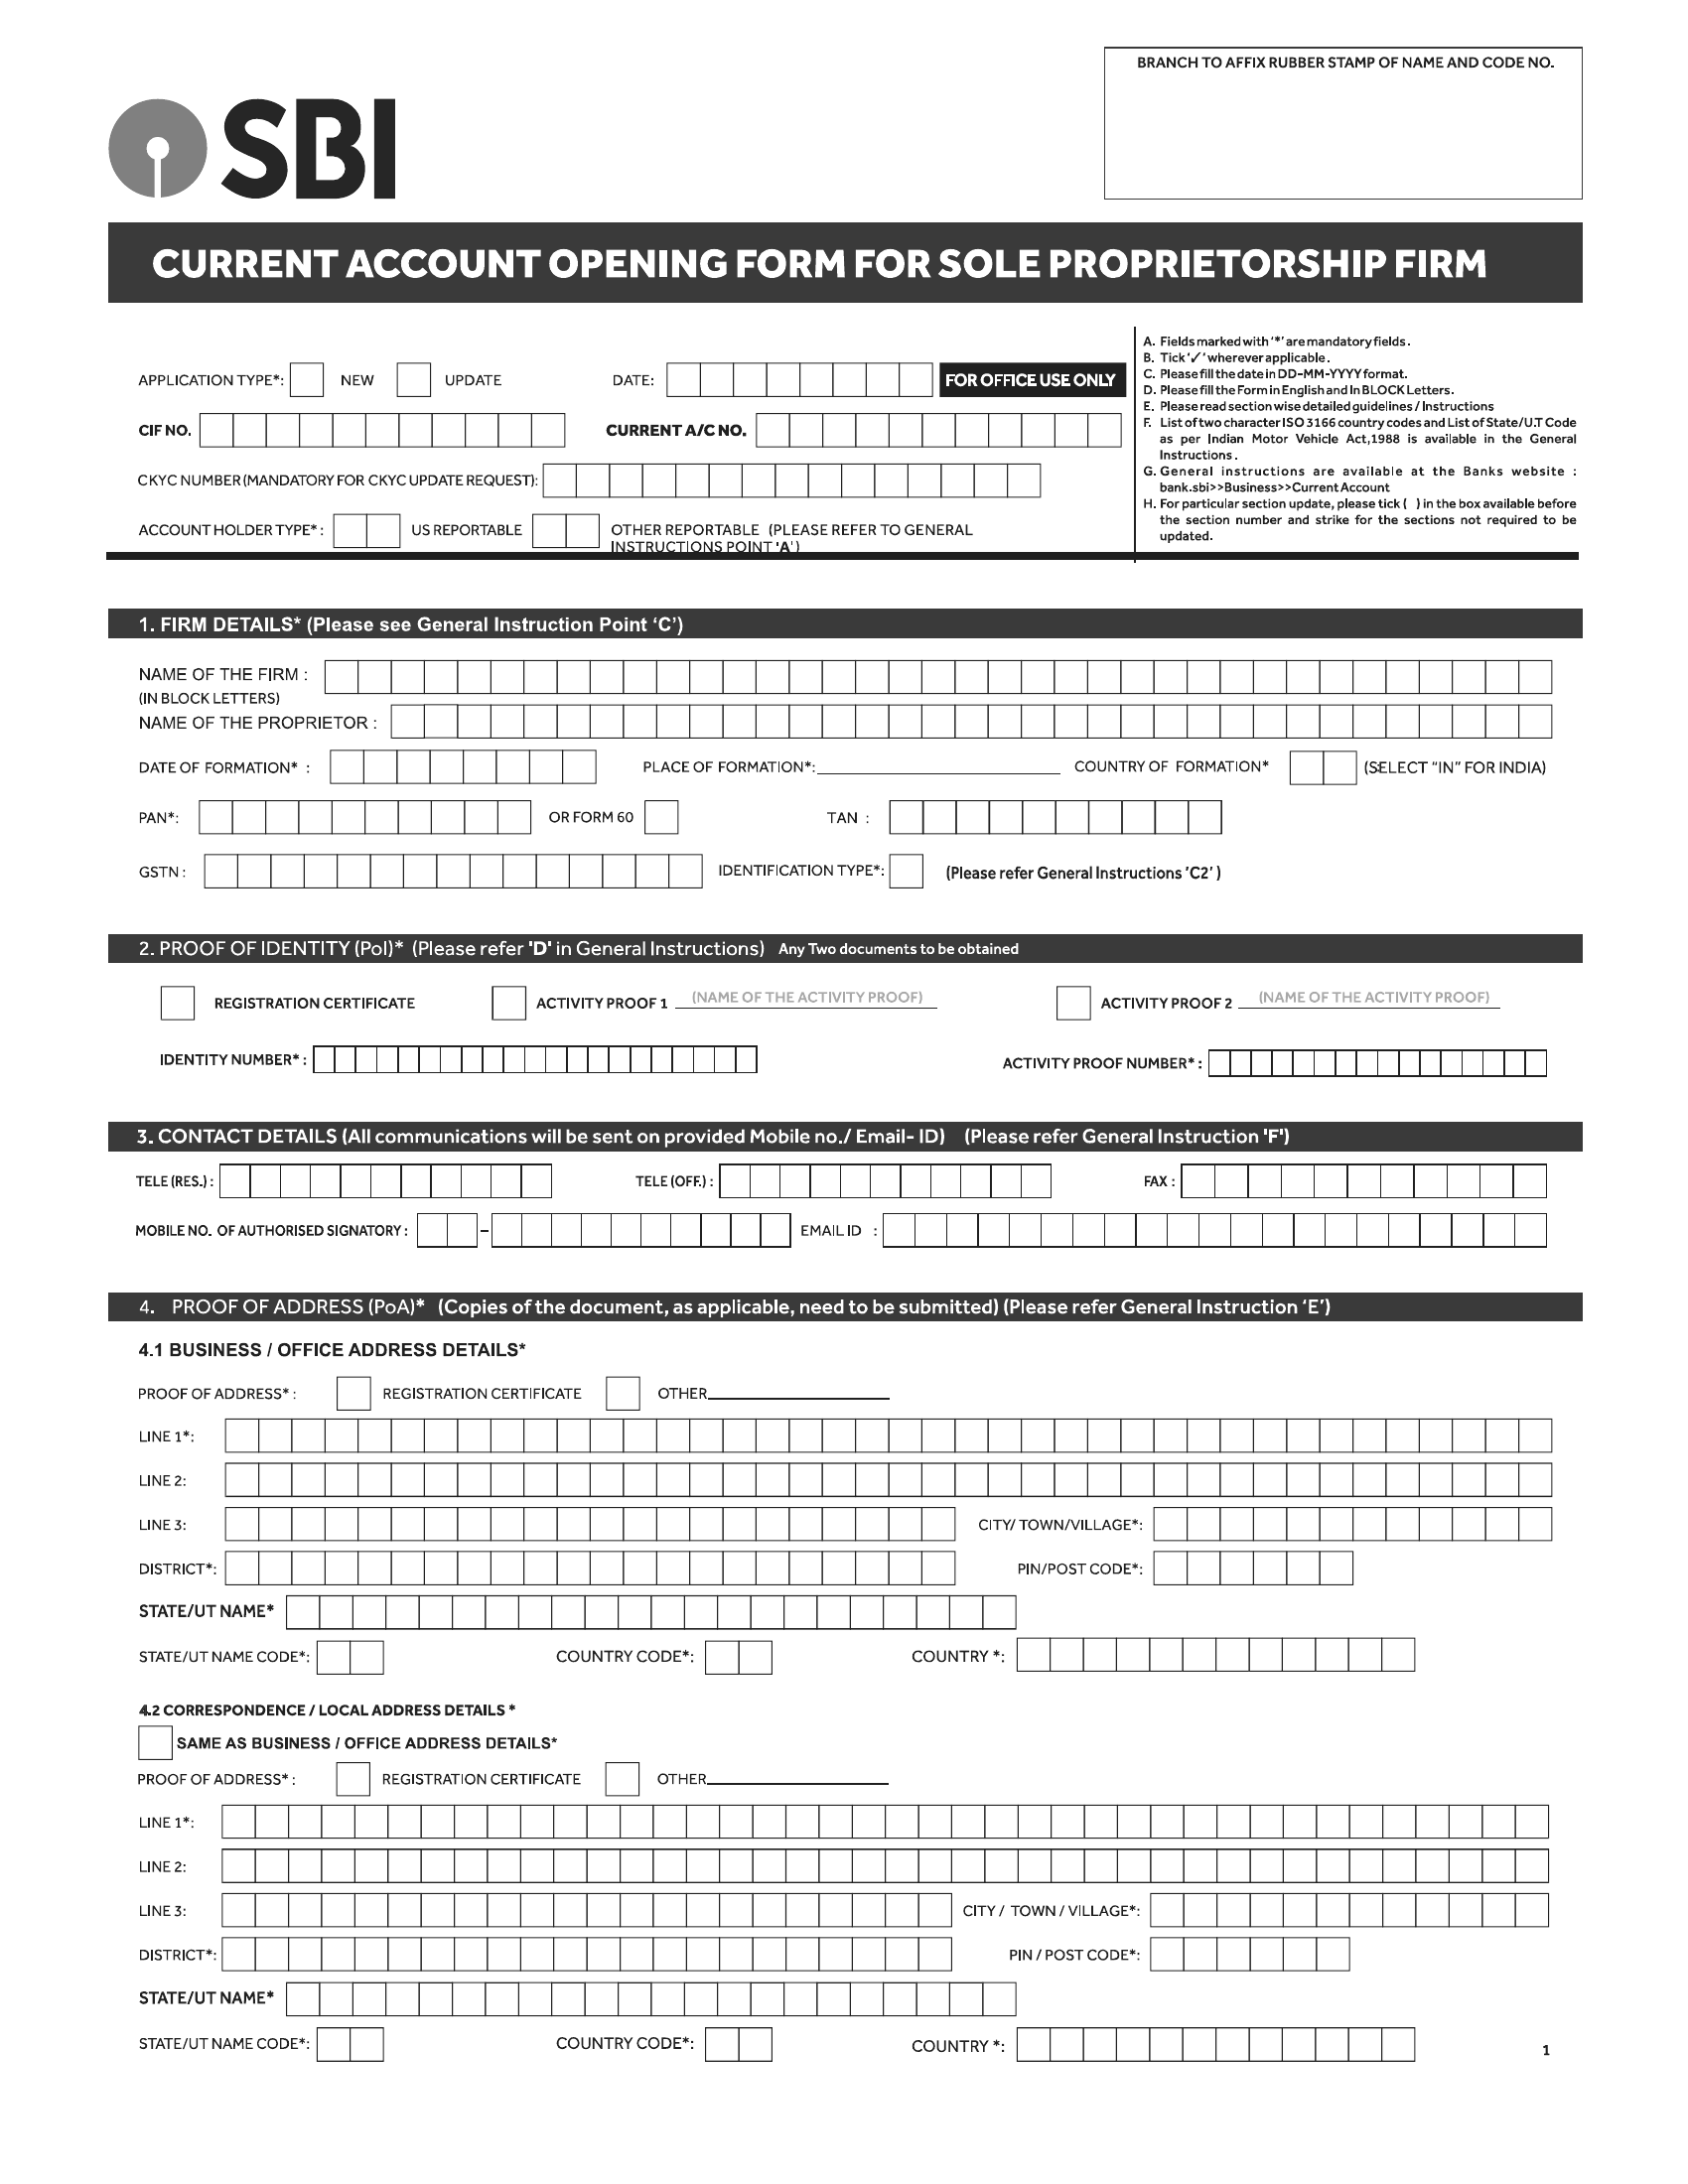 BRANCH TO AFFIX RUBBER STAMP OF NAME AND CODE NO.
SBI
CURRENT ACCOUNT OPENING FORM FOR SOLE PROPRIETORSHIP FIRM
APPLICATION TYPE*: NEW UPDATE DATE: FOR OFFICE USE ONLY
CIF NO. CURRENT A/C NO.
CKYC NUMBER (MANDATORY FOR CKYC UPDATE REQUEST):
ACCOUNT HOLDER TYPE* : US REPORTABLE OTHER REPORTABLE (PLEASE REFER TO GENERAL
INSTRUCTIONS POINT 'A')
A. Fields marked with '*' are mandatory fields.
B. Tick '✓' wherever applicable.
C. Please fill the date in DD-MM-YYYY format.
D. Please fill the Form in English and In BLOCK Letters.
E. Please read section wise detailed guidelines / Instructions
F. List of two character ISO 3166 country codes and List of State/U.T Code
as per Indian Motor Vehicle Act,1988 is available in the General
Instructions.
G. General instructions are available at the Banks website :
bank.sbi>>Business>>Current Account
H. For particular section update, please tick ( ) in the box available before
the section number and strike for the sections not required to be
updated.
1. FIRM DETAILS* (Please see General Instruction Point ‘C’)
NAME OF THE FIRM :
(IN BLOCK LETTERS)
NAME OF THE PROPRIETOR :
DATE OF FORMATION* : PLACE OF FORMATION*: COUNTRY OF FORMATION* (SELECT “IN” FOR INDIA)
PAN*: OR FORM 60 TAN :
GSTN : IDENTIFICATION TYPE*: (Please refer General Instructions 'C2' )
2. PROOF OF IDENTITY (PoI)* (Please refer 'D' in General Instructions) Any Two documents to be obtained
REGISTRATION CERTIFICATE ACTIVITY PROOF 1 (NAME OF THE ACTIVITY PROOF) ACTIVITY PROOF 2 (NAME OF THE ACTIVITY PROOF)
IDENTITY NUMBER* : ACTIVITY PROOF NUMBER* :
3. CONTACT DETAILS (All communications will be sent on provided Mobile no./ Email- ID) (Please refer General Instruction 'F')
TELE (RES.) : TELE (OFF.) : FAX :
MOBILE NO. OF AUTHORISED SIGNATORY : – EMAIL ID :
4. PROOF OF ADDRESS (PoA)* (Copies of the document, as applicable, need to be submitted) (Please refer General Instruction ‘E’)
4.1 BUSINESS / OFFICE ADDRESS DETAILS*
PROOF OF ADDRESS* : REGISTRATION CERTIFICATE OTHER
LINE 1*:
LINE 2:
LINE 3: CITY/ TOWN/VILLAGE*:
DISTRICT*: PIN/POST CODE*:
STATE/UT NAME*
STATE/UT NAME CODE*: COUNTRY CODE*: COUNTRY *:
4.2 CORRESPONDENCE / LOCAL ADDRESS DETAILS *
SAME AS BUSINESS / OFFICE ADDRESS DETAILS*
PROOF OF ADDRESS* : REGISTRATION CERTIFICATE OTHER
LINE 1*:
LINE 2:
LINE 3: CITY / TOWN / VILLAGE*:
DISTRICT*: PIN / POST CODE*:
STATE/UT NAME*
STATE/UT NAME CODE*: COUNTRY CODE*: COUNTRY *:
1